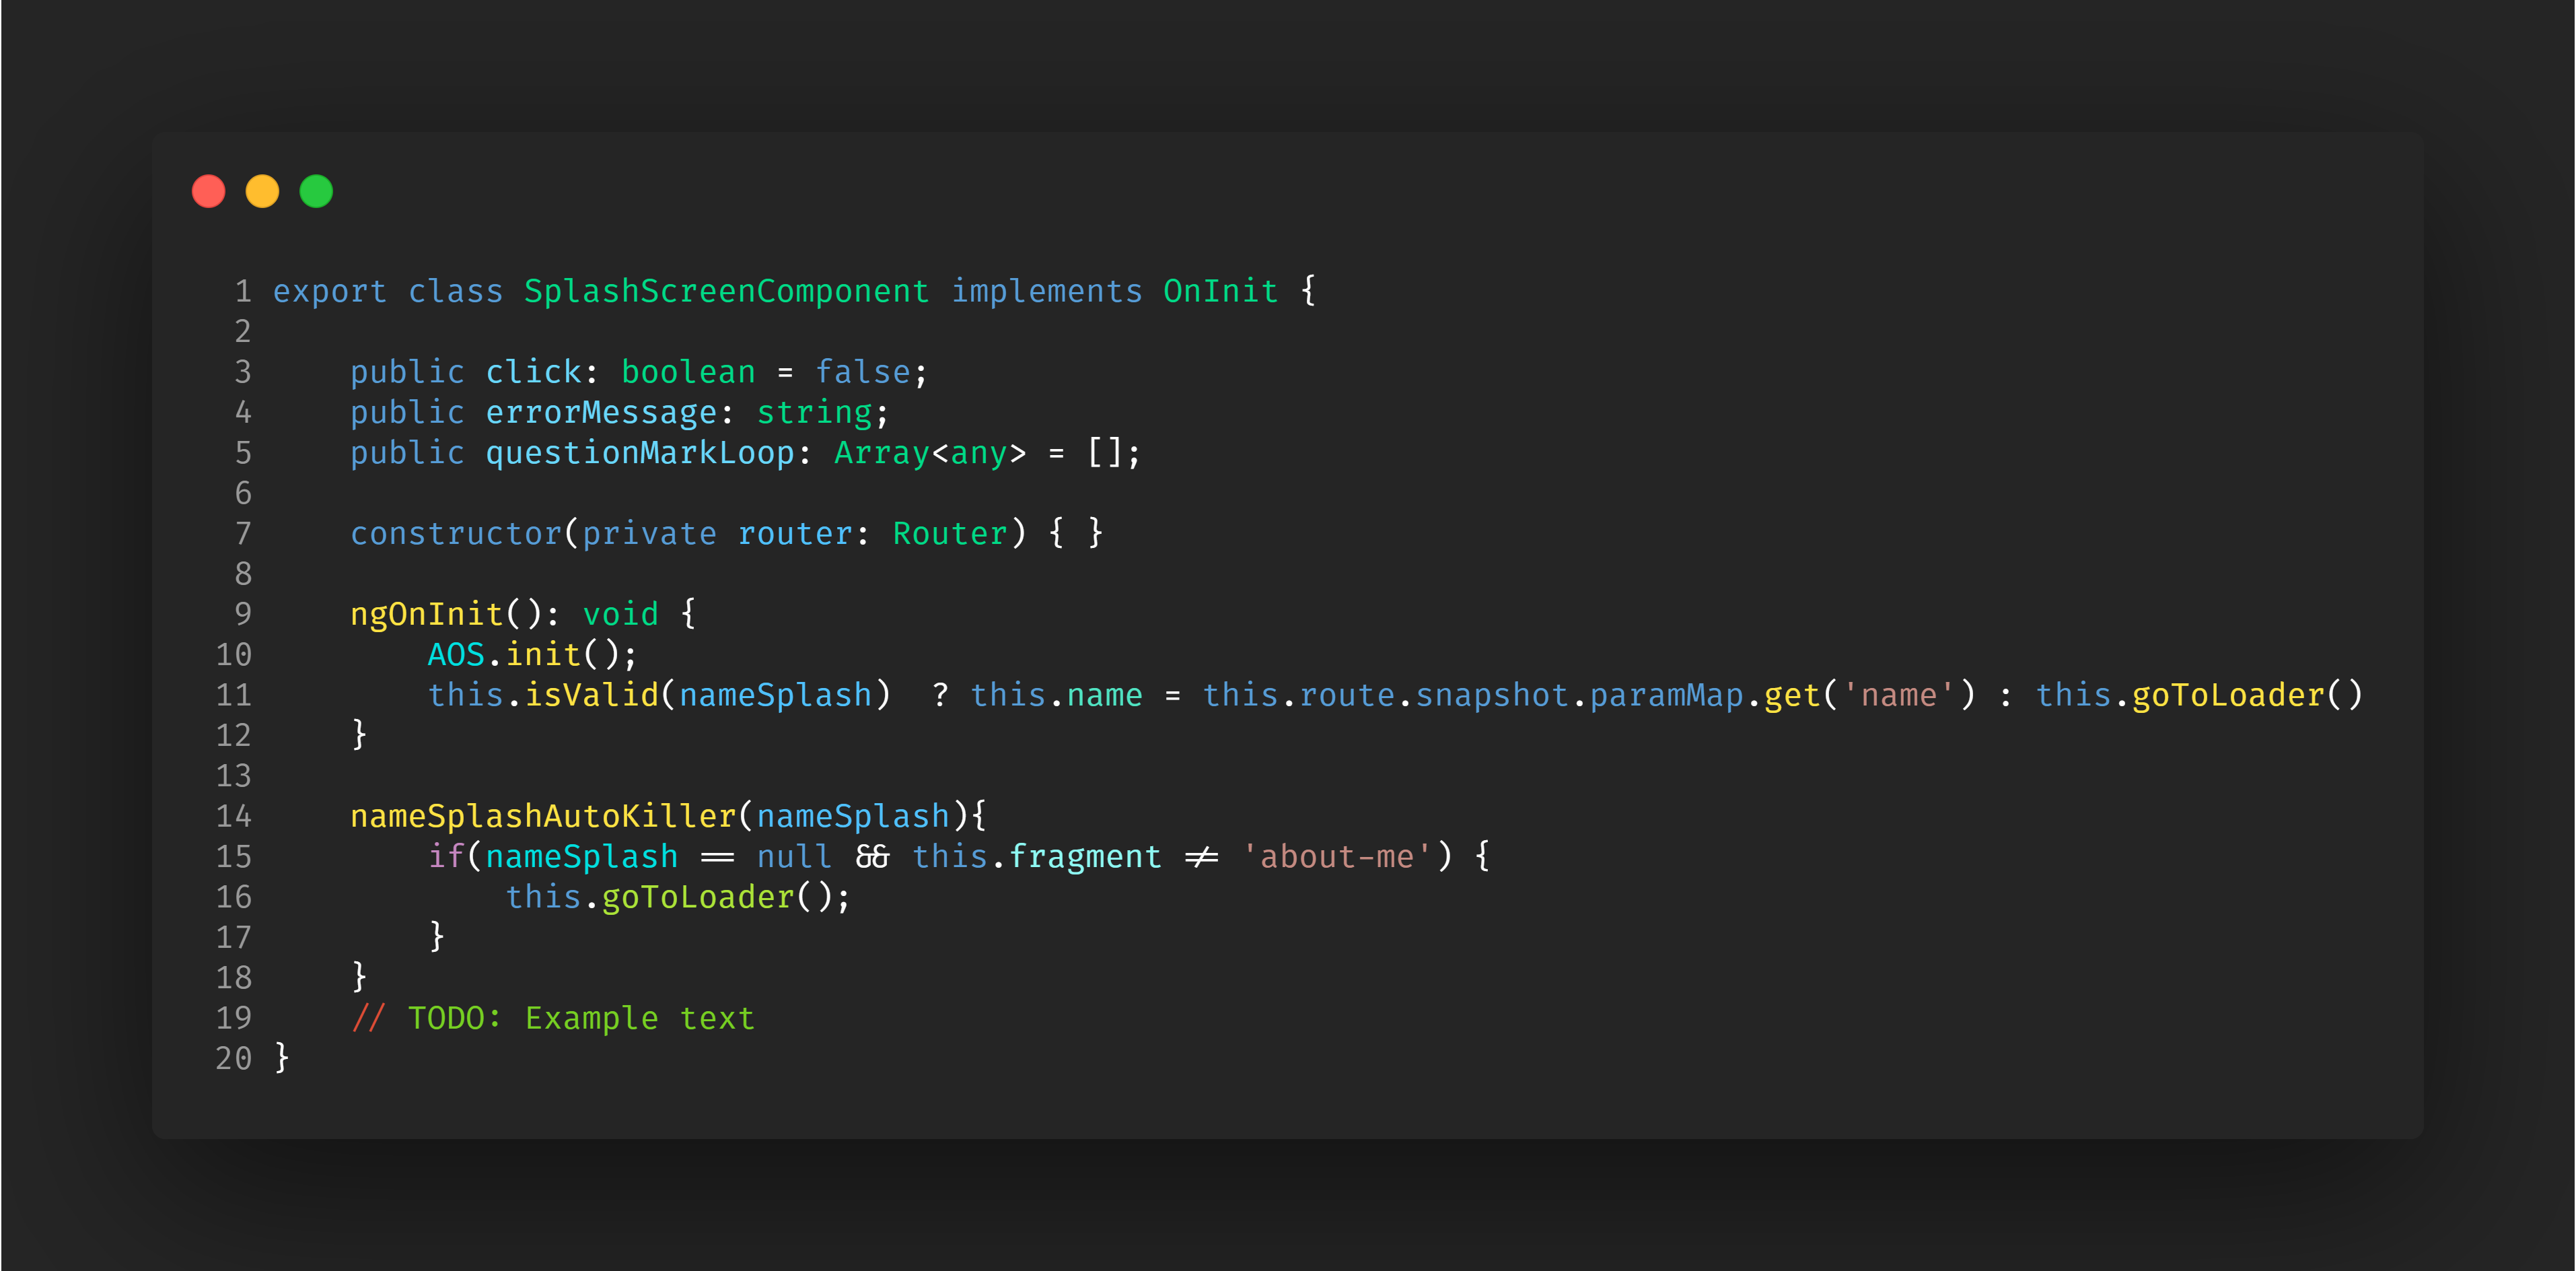 1 export class SplashScreenComponent implements OnInit {
2
3     public click: boolean = false;
4     public errorMessage: string;
5     public questionMarkLoop: Array<any> = [];
6
7     constructor(private router: Router) { }
8
9     ngOnInit(): void {
10         AOS.init();
11         this.isValid(nameSplash)  ? this.name = this.route.snapshot.paramMap.get('name') : this.goToLoader()
12     }
13
14     nameSplashAutoKiller(nameSplash){
15         if(nameSplash == null && this.fragment != 'about-me') {
16             this.goToLoader();
17         }
18     }
19     // TODO: Example text
20 }